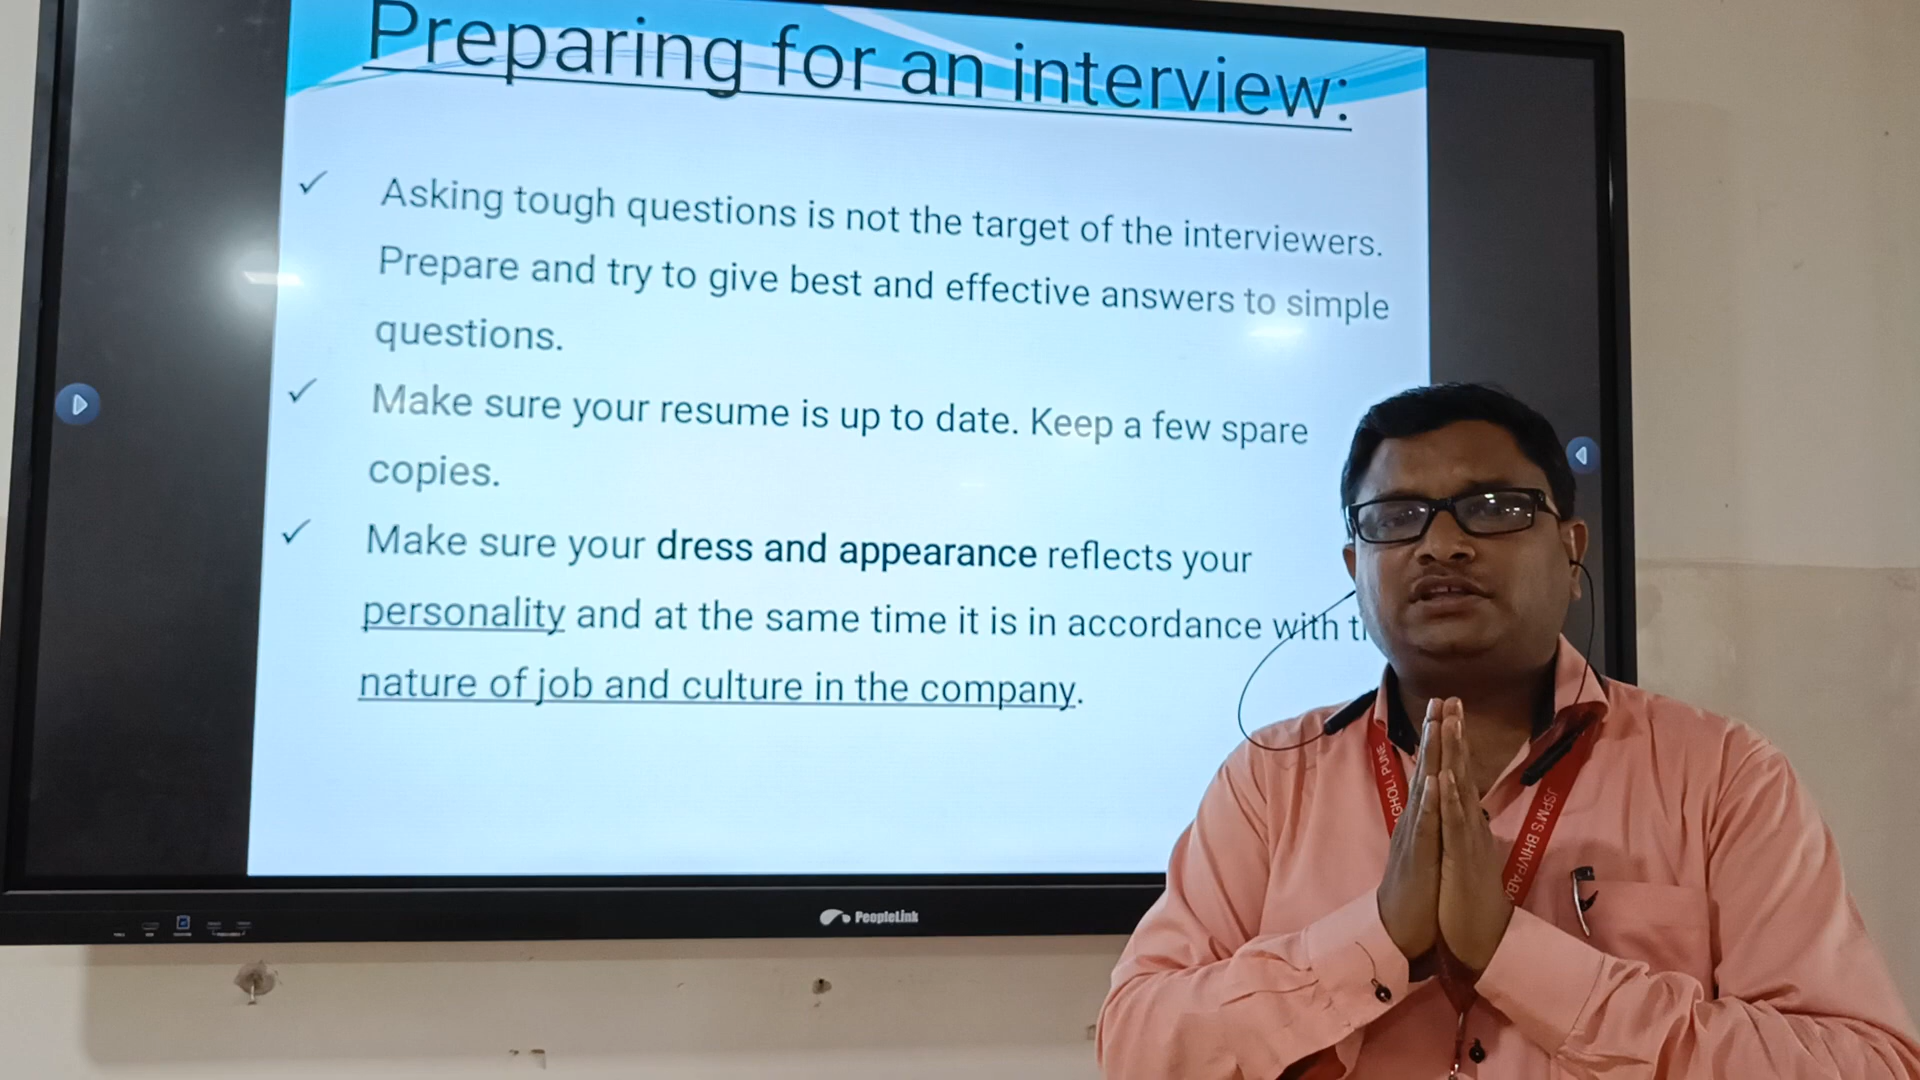 Preparing for an interview:
✓ Asking tough questions is not the target of the interviewers.
Prepare and try to give best and effective answers to simple
questions.
✓ Make sure your resume is up to date. Keep a few spare
copies.
✓ Make sure your dress and appearance reflects your
personality and at the same time it is in accordance with
nature of job and culture in the company.
PeopleLink
PUNE
JSPM'S